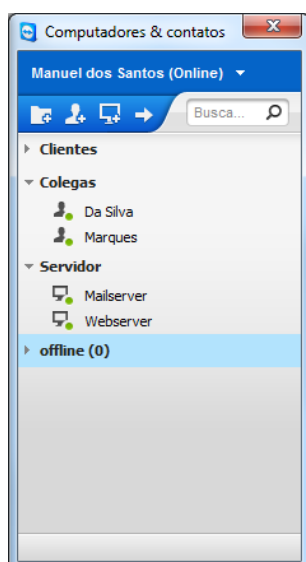 Computadores & contatos
Manuel dos Santos (Online)
Busca...
Clientes
Colegas
Da Silva
Marques
Servidor
Mailserver
Webserver
offline (0)